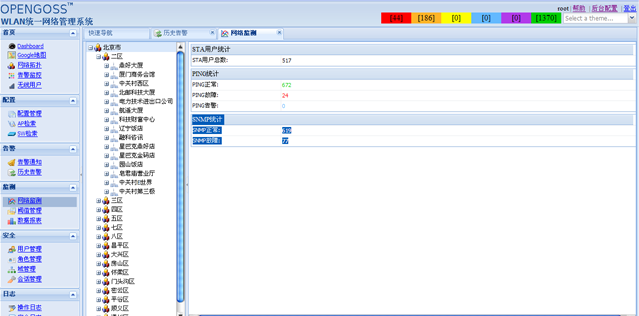 OPENGOSS™
WLAN统一网络管理系统
root | 帮助 | 后台配置 | 登出
[44] [186] [0] [0] [0] [1370] Select a theme...
首页
Dashboard
Google地图
网络拓扑
告警监控
无线用户
配置
配置管理
AP检索
SW检索
告警
告警通知
历史告警
监测
网络监测
阀值管理
数据报表
安全
用户管理
角色管理
域管理
会话管理
日志
操作日志
快速导航
历史告警
网络监测
北京市
二区
鼎好大厦
厦门商务会馆
中关村西区
北邮科技大厦
电力技术进出口公司
航遥大厦
科技财富中心
辽宁饭店
融科咨讯
星巴克鼎好店
星巴克金码店
园山饭店
皂君庙营业厅
中关村e世界
中关村第三极
三区
四区
五区
七区
八区
昌平区
大兴区
房山区
怀柔区
门头沟区
密云区
平谷区
顺义区
STA用户统计
STA用户总数: 517
PING统计
PING正常: 672
PING故障: 24
PING告警: 0
SNMP统计
SNMP正常: 619
SNMP故障: 77